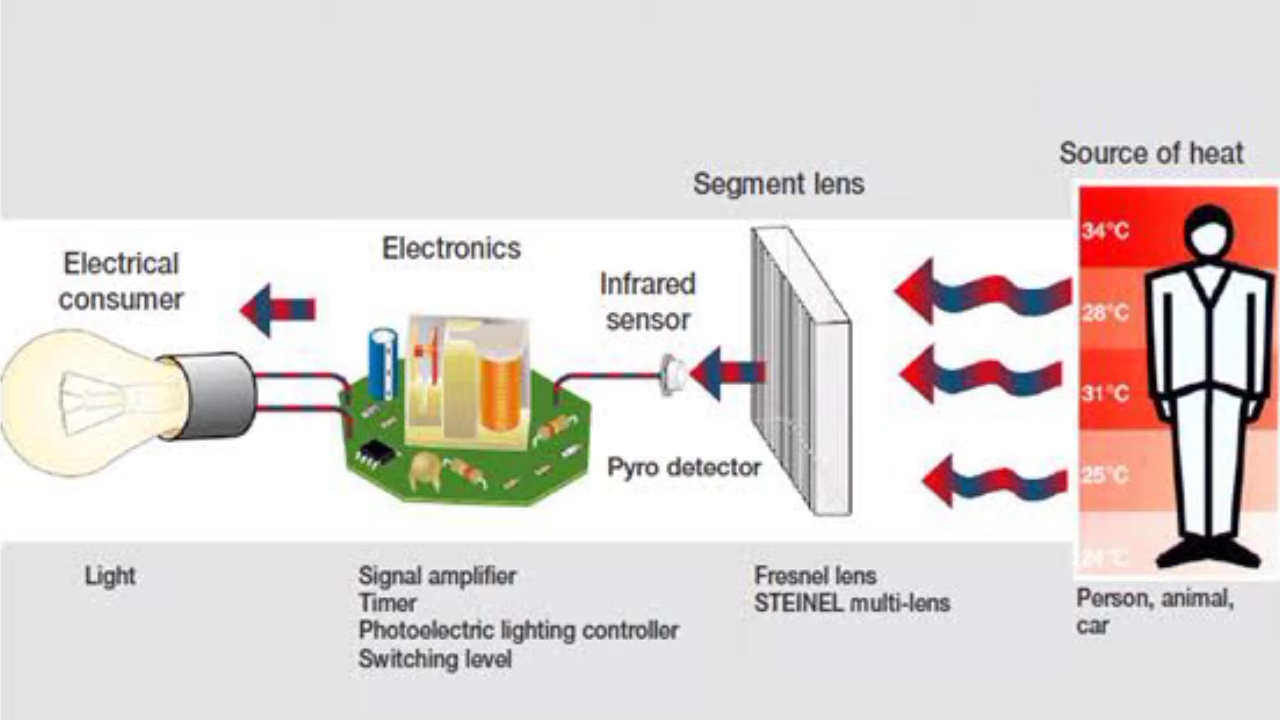 Source of heat
Segment lens
Electronics
Electrical
consumer
Infrared
sensor
34°C
28°C
31°C
25°C
24°C
Pyro detector
Light
Signal amplifier
Timer
Photoelectric lighting controller
Switching level
Fresnel lens
STEINEL multi-lens
Person, animal,
car